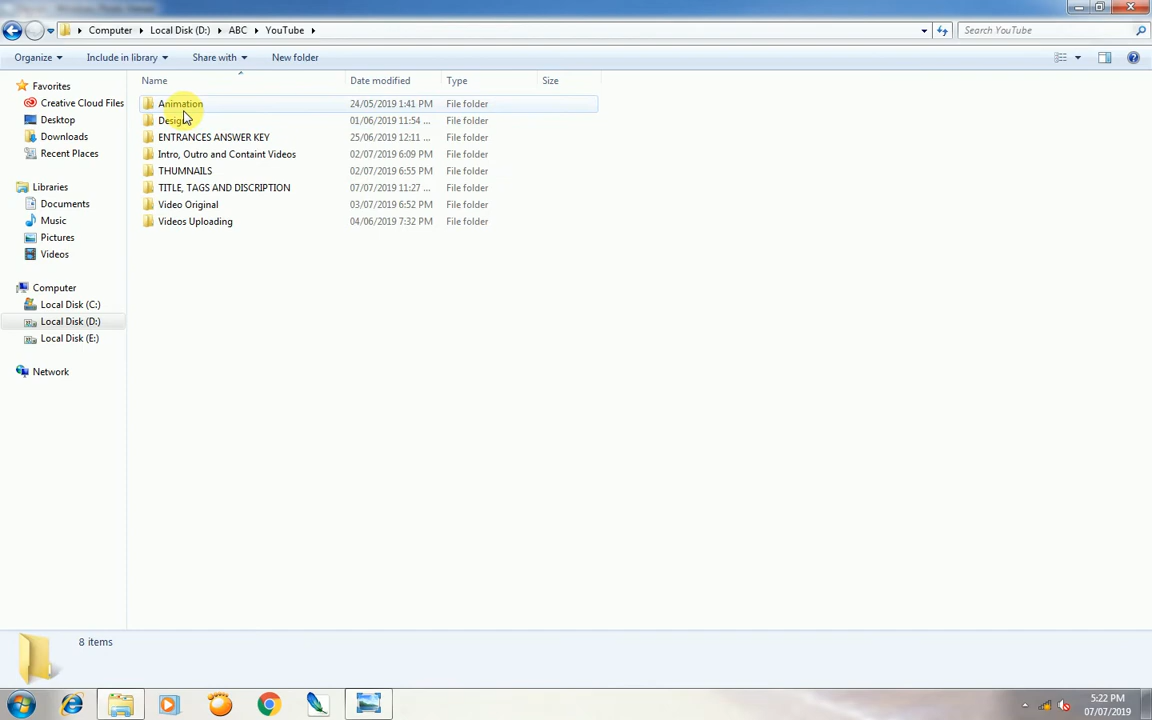 Computer Local Disk (D:) ABC YouTube
Search YouTube
Organize Include in library Share with New folder
Name Date modified Type Size
Favorites
Creative Cloud Files
Desktop
Downloads
Recent Places
Libraries
Documents
Music
Pictures
Videos
Computer
Local Disk (C:)
Local Disk (D:)
Local Disk (E:)
Network
Animation 24/05/2019 1:41 PM File folder
01/06/2019 11:54 ... File folder
ENTRANCES ANSWER KEY 25/06/2019 12:11 ... File folder
Intro, Outro and Containt Videos 02/07/2019 6:09 PM File folder
THUMNAILS 02/07/2019 6:55 PM File folder
TITLE, TAGS AND DISCRIPTION 07/07/2019 11:27 ... File folder
Video Original 03/07/2019 6:52 PM File folder
Videos Uploading 04/06/2019 7:32 PM File folder
8 items
5:22 PM
07/07/2019